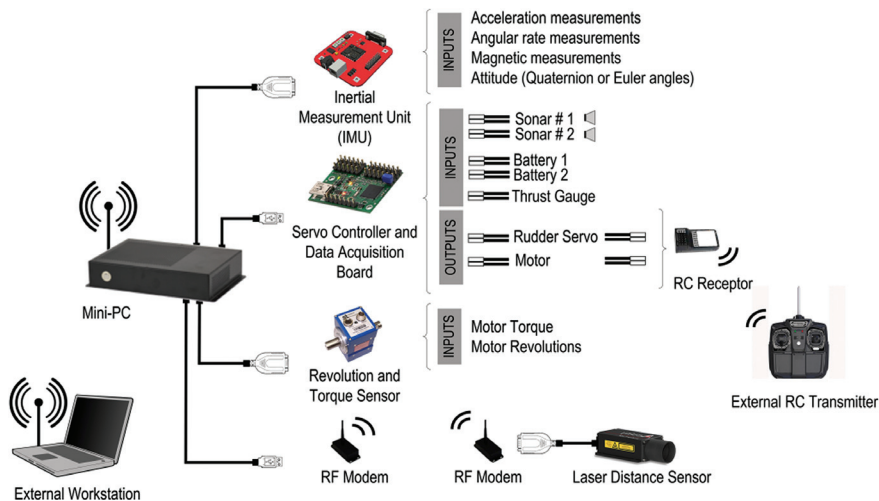 INPUTS
Acceleration measurements
Angular rate measurements
Magnetic measurements
Attitude (Quaternion or Euler angles)
Inertial
Measurement Unit
(IMU)
INPUTS
Sonar # 1
Sonar # 2
Battery 1
Battery 2
Thrust Gauge
Servo Controller and
Data Acquisition
Board
OUTPUTS
Rudder Servo
Motor
RC Receptor
Mini-PC
INPUTS
Motor Torque
Motor Revolutions
Revolution and
Torque Sensor
External RC Transmitter
RF Modem
RF Modem
Laser Distance Sensor
External Workstation